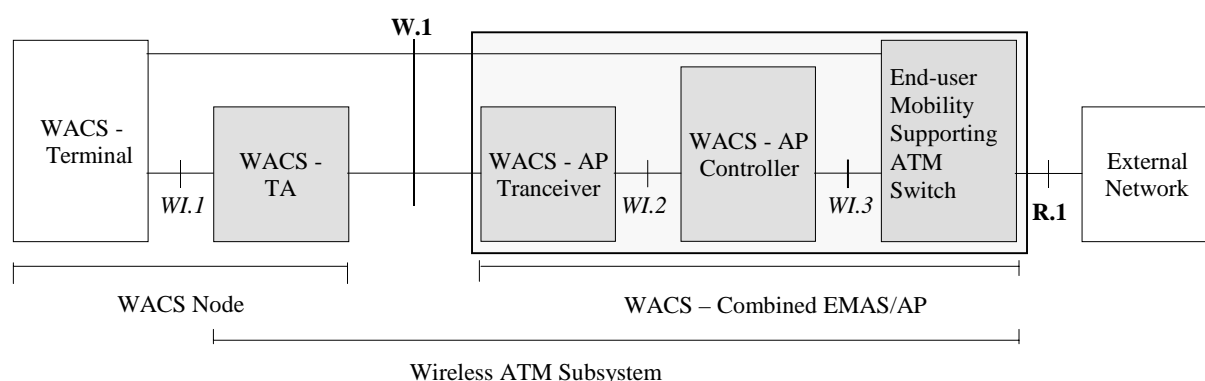 W.1
WACS -
Terminal
WI.1
WACS -
TA
WACS - AP
Tranceiver
WI.2
WACS - AP
Controller
WI.3
End-user
Mobility
Supporting
ATM
Switch
R.1
External
Network
WACS Node
WACS – Combined EMAS/AP
Wireless ATM Subsystem